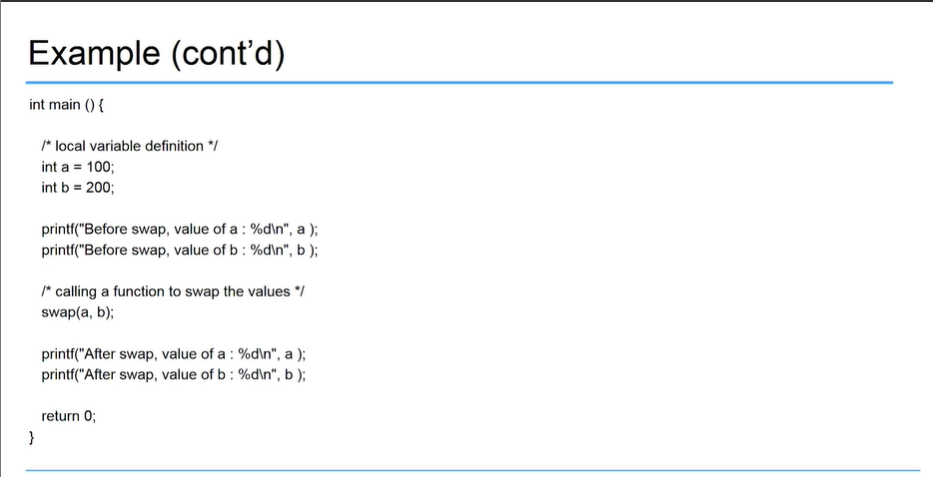 Example (cont’d)
int main () {
/* local variable definition */
int a = 100;
int b = 200;
printf("Before swap, value of a : %d\n", a );
printf("Before swap, value of b : %d\n", b );
/* calling a function to swap the values */
swap(a, b);
printf("After swap, value of a : %d\n", a );
printf("After swap, value of b : %d\n", b );
return 0;
}